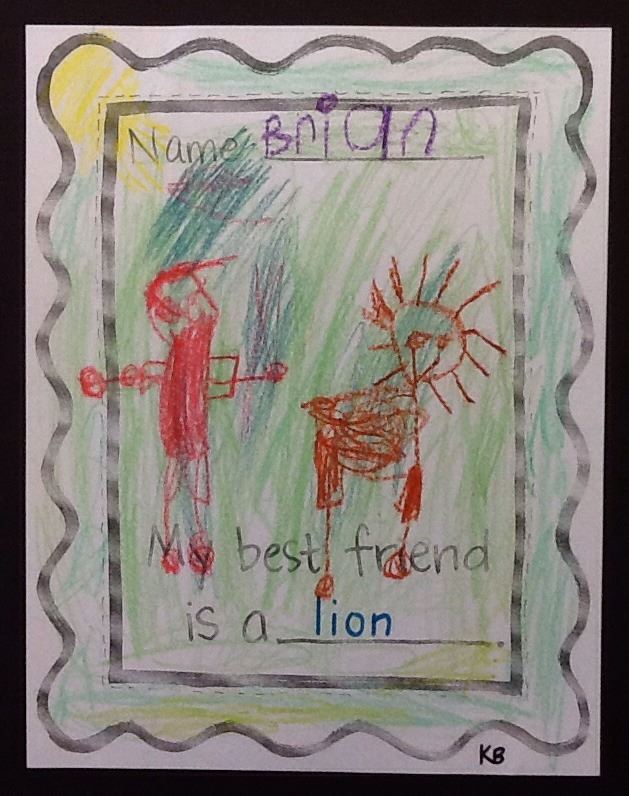 Name Brian
My best friend
is a lion.
KB